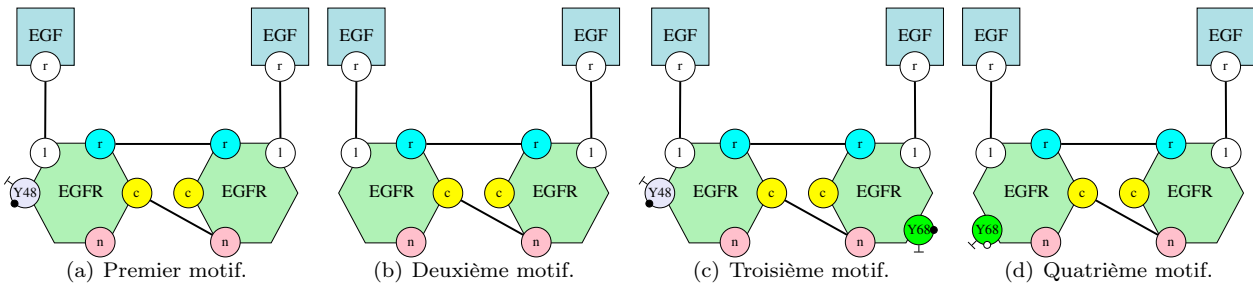 EGF EGF EGF EGF EGF EGF EGF EGF
r r r r r r r r
r r r r r r r r
l l l l l l l l
Y48 EGFR c c EGFR EGFR c c EGFR Y48 EGFR c c EGFR EGFR c c EGFR
Y68 Y68
n n n n n n n n
(a) Premier motif. (b) Deuxième motif. (c) Troisième motif. (d) Quatrième motif.